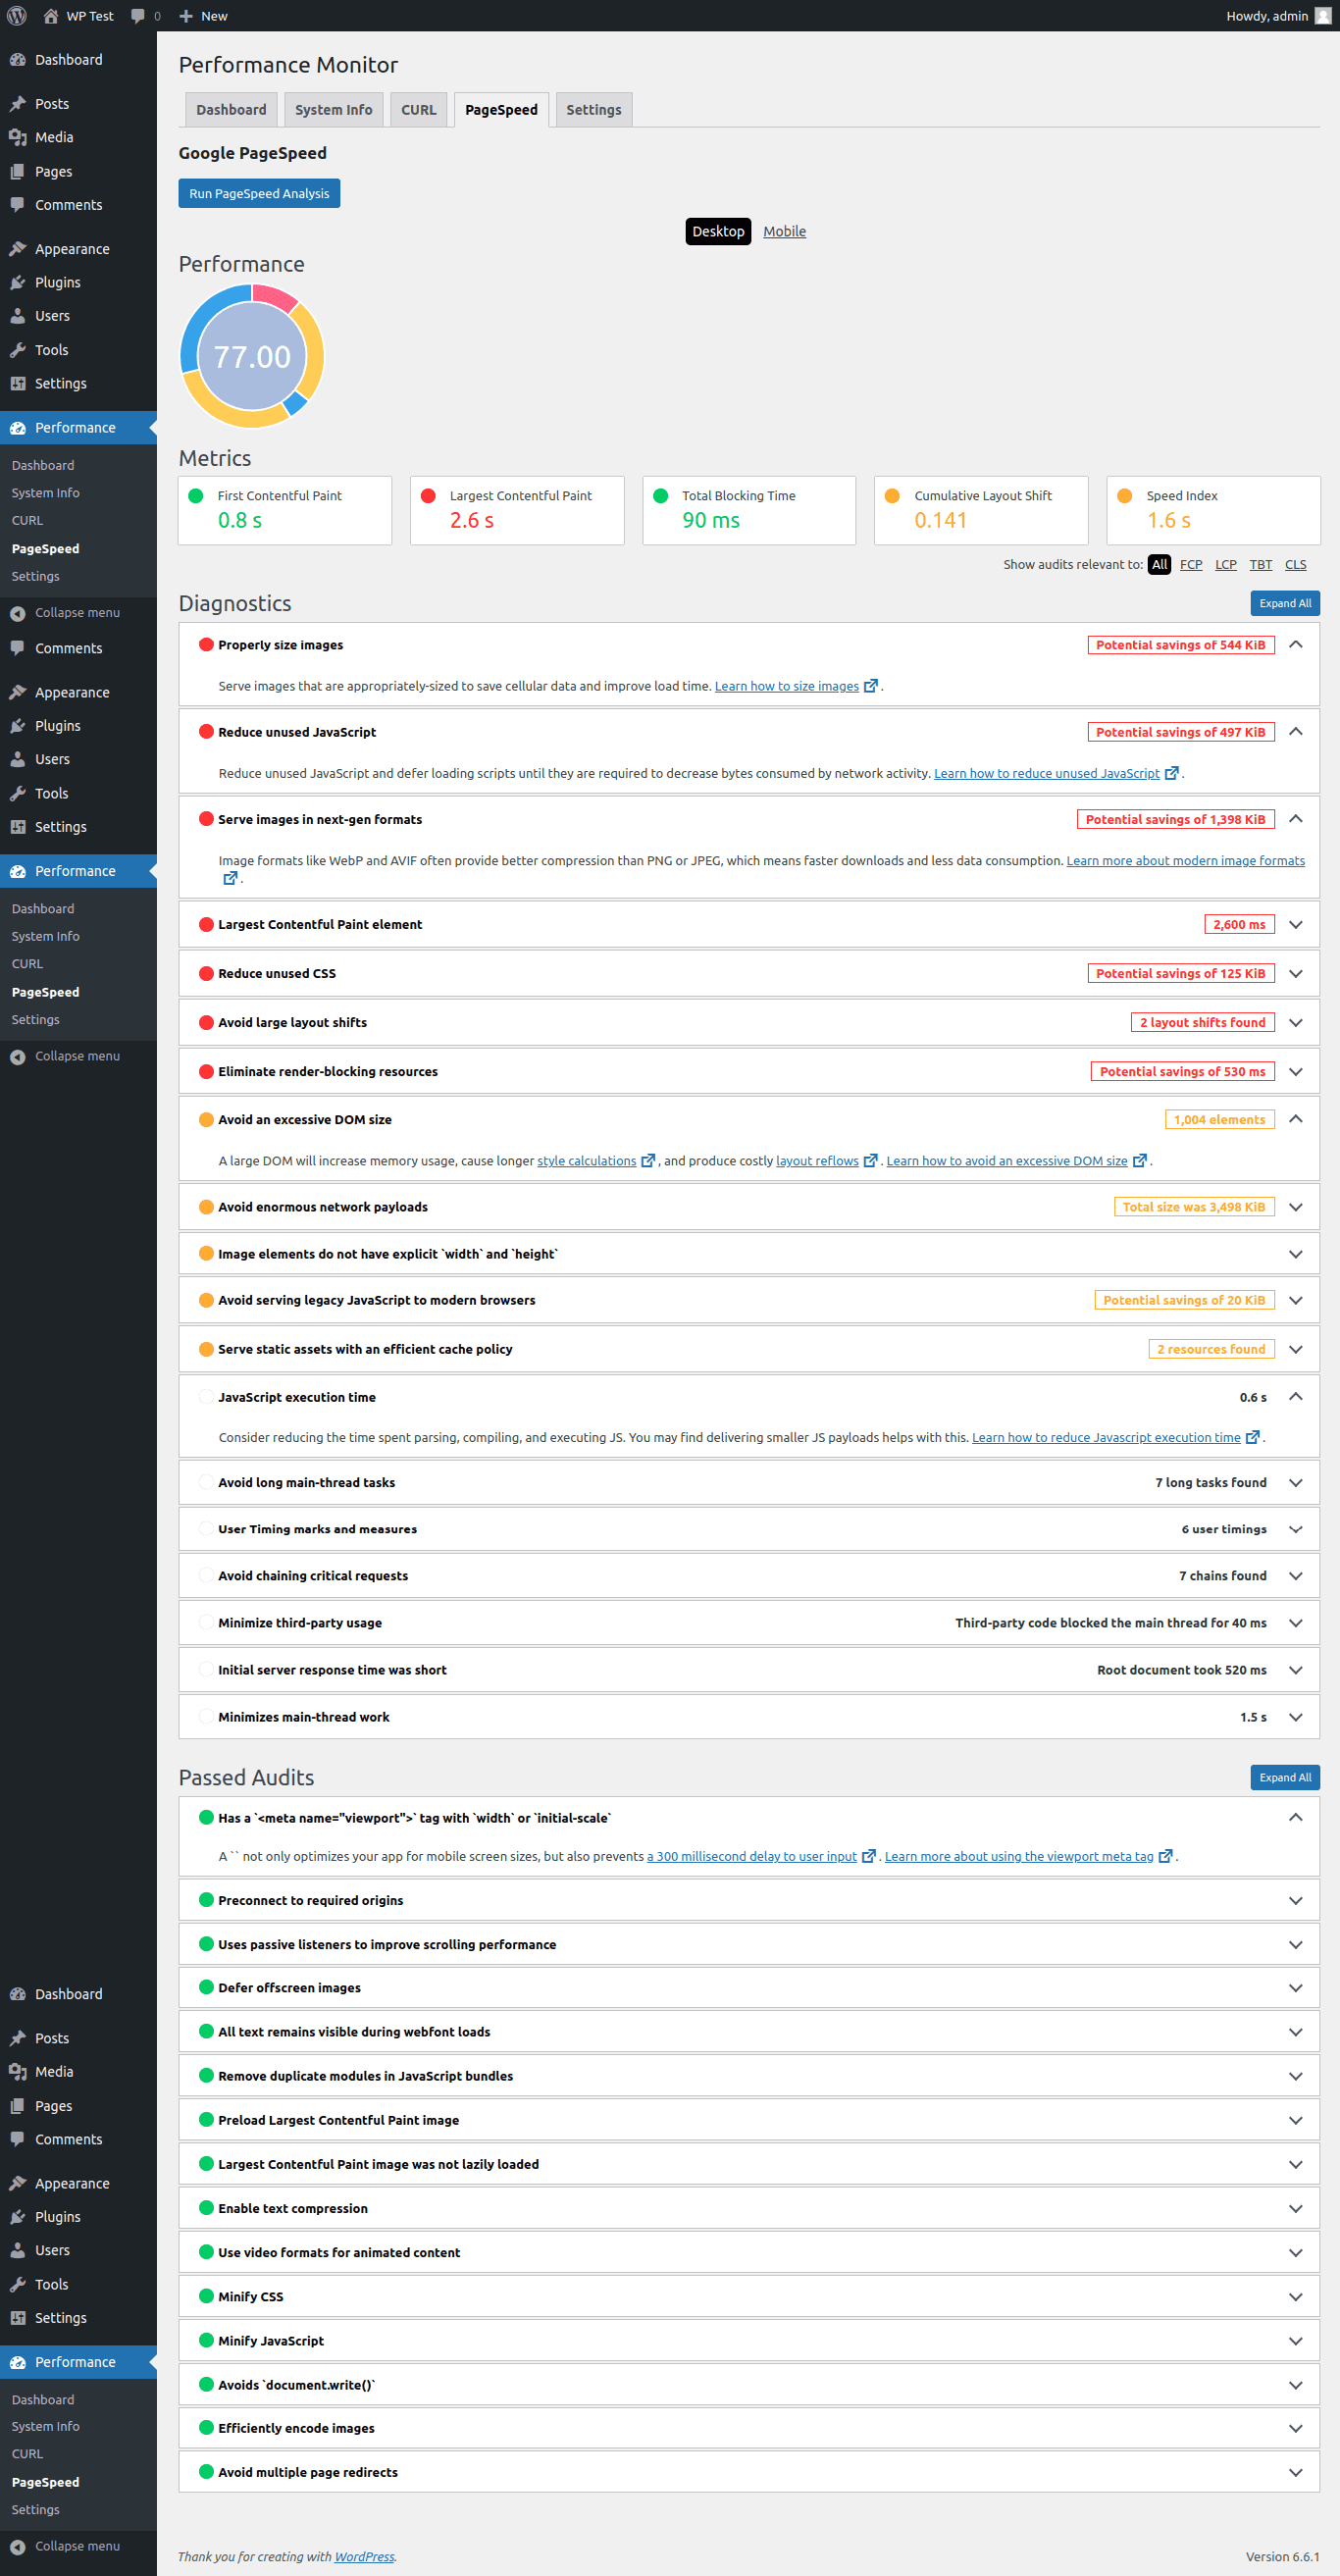 WP Test
0
New
Howdy, admin
Dashboard
Posts
Media
Pages
Comments
Appearance
Plugins
Users
Tools
Settings
Performance
Dashboard
System Info
CURL
PageSpeed
Settings
Collapse menu
Comments
Appearance
Plugins
Users
Tools
Settings
Performance
Dashboard
System Info
CURL
PageSpeed
Settings
Collapse menu
Dashboard
Posts
Media
Pages
Comments
Appearance
Plugins
Users
Tools
Settings
Performance
Dashboard
System Info
CURL
PageSpeed
Settings
Collapse menu
Performance Monitor
Dashboard
System Info
CURL
PageSpeed
Settings
Google PageSpeed
Run PageSpeed Analysis
Desktop
Mobile
Performance
77.00
Metrics
First Contentful Paint
0.8 s
Largest Contentful Paint
2.6 s
Total Blocking Time
90 ms
Cumulative Layout Shift
0.141
Speed Index
1.6 s
Show audits relevant to: All FCP LCP TBT CLS
Diagnostics
Expand All
Properly size images
Potential savings of 544 KiB
Serve images that are appropriately-sized to save cellular data and improve load time. Learn how to size images .
Reduce unused JavaScript
Potential savings of 497 KiB
Reduce unused JavaScript and defer loading scripts until they are required to decrease bytes consumed by network activity. Learn how to reduce unused JavaScript .
Serve images in next-gen formats
Potential savings of 1,398 KiB
Image formats like WebP and AVIF often provide better compression than PNG or JPEG, which means faster downloads and less data consumption. Learn more about modern image formats
.
Largest Contentful Paint element
2,600 ms
Reduce unused CSS
Potential savings of 125 KiB
Avoid large layout shifts
2 layout shifts found
Eliminate render-blocking resources
Potential savings of 530 ms
Avoid an excessive DOM size
1,004 elements
A large DOM will increase memory usage, cause longer style calculations , and produce costly layout reflows . Learn how to avoid an excessive DOM size .
Avoid enormous network payloads
Total size was 3,498 KiB
Image elements do not have explicit `width` and `height`
Avoid serving legacy JavaScript to modern browsers
Potential savings of 20 KiB
Serve static assets with an efficient cache policy
2 resources found
JavaScript execution time
0.6 s
Consider reducing the time spent parsing, compiling, and executing JS. You may find delivering smaller JS payloads helps with this. Learn how to reduce Javascript execution time .
Avoid long main-thread tasks
7 long tasks found
User Timing marks and measures
6 user timings
Avoid chaining critical requests
7 chains found
Minimize third-party usage
Third-party code blocked the main thread for 40 ms
Initial server response time was short
Root document took 520 ms
Minimizes main-thread work
1.5 s
Passed Audits
Expand All
Has a `<meta name="viewport">` tag with `width` or `initial-scale`
A `` not only optimizes your app for mobile screen sizes, but also prevents a 300 millisecond delay to user input . Learn more about using the viewport meta tag .
Preconnect to required origins
Uses passive listeners to improve scrolling performance
Defer offscreen images
All text remains visible during webfont loads
Remove duplicate modules in JavaScript bundles
Preload Largest Contentful Paint image
Largest Contentful Paint image was not lazily loaded
Enable text compression
Use video formats for animated content
Minify CSS
Minify JavaScript
Avoids `document.write()`
Efficiently encode images
Avoid multiple page redirects
Thank you for creating with WordPress.
Version 6.6.1